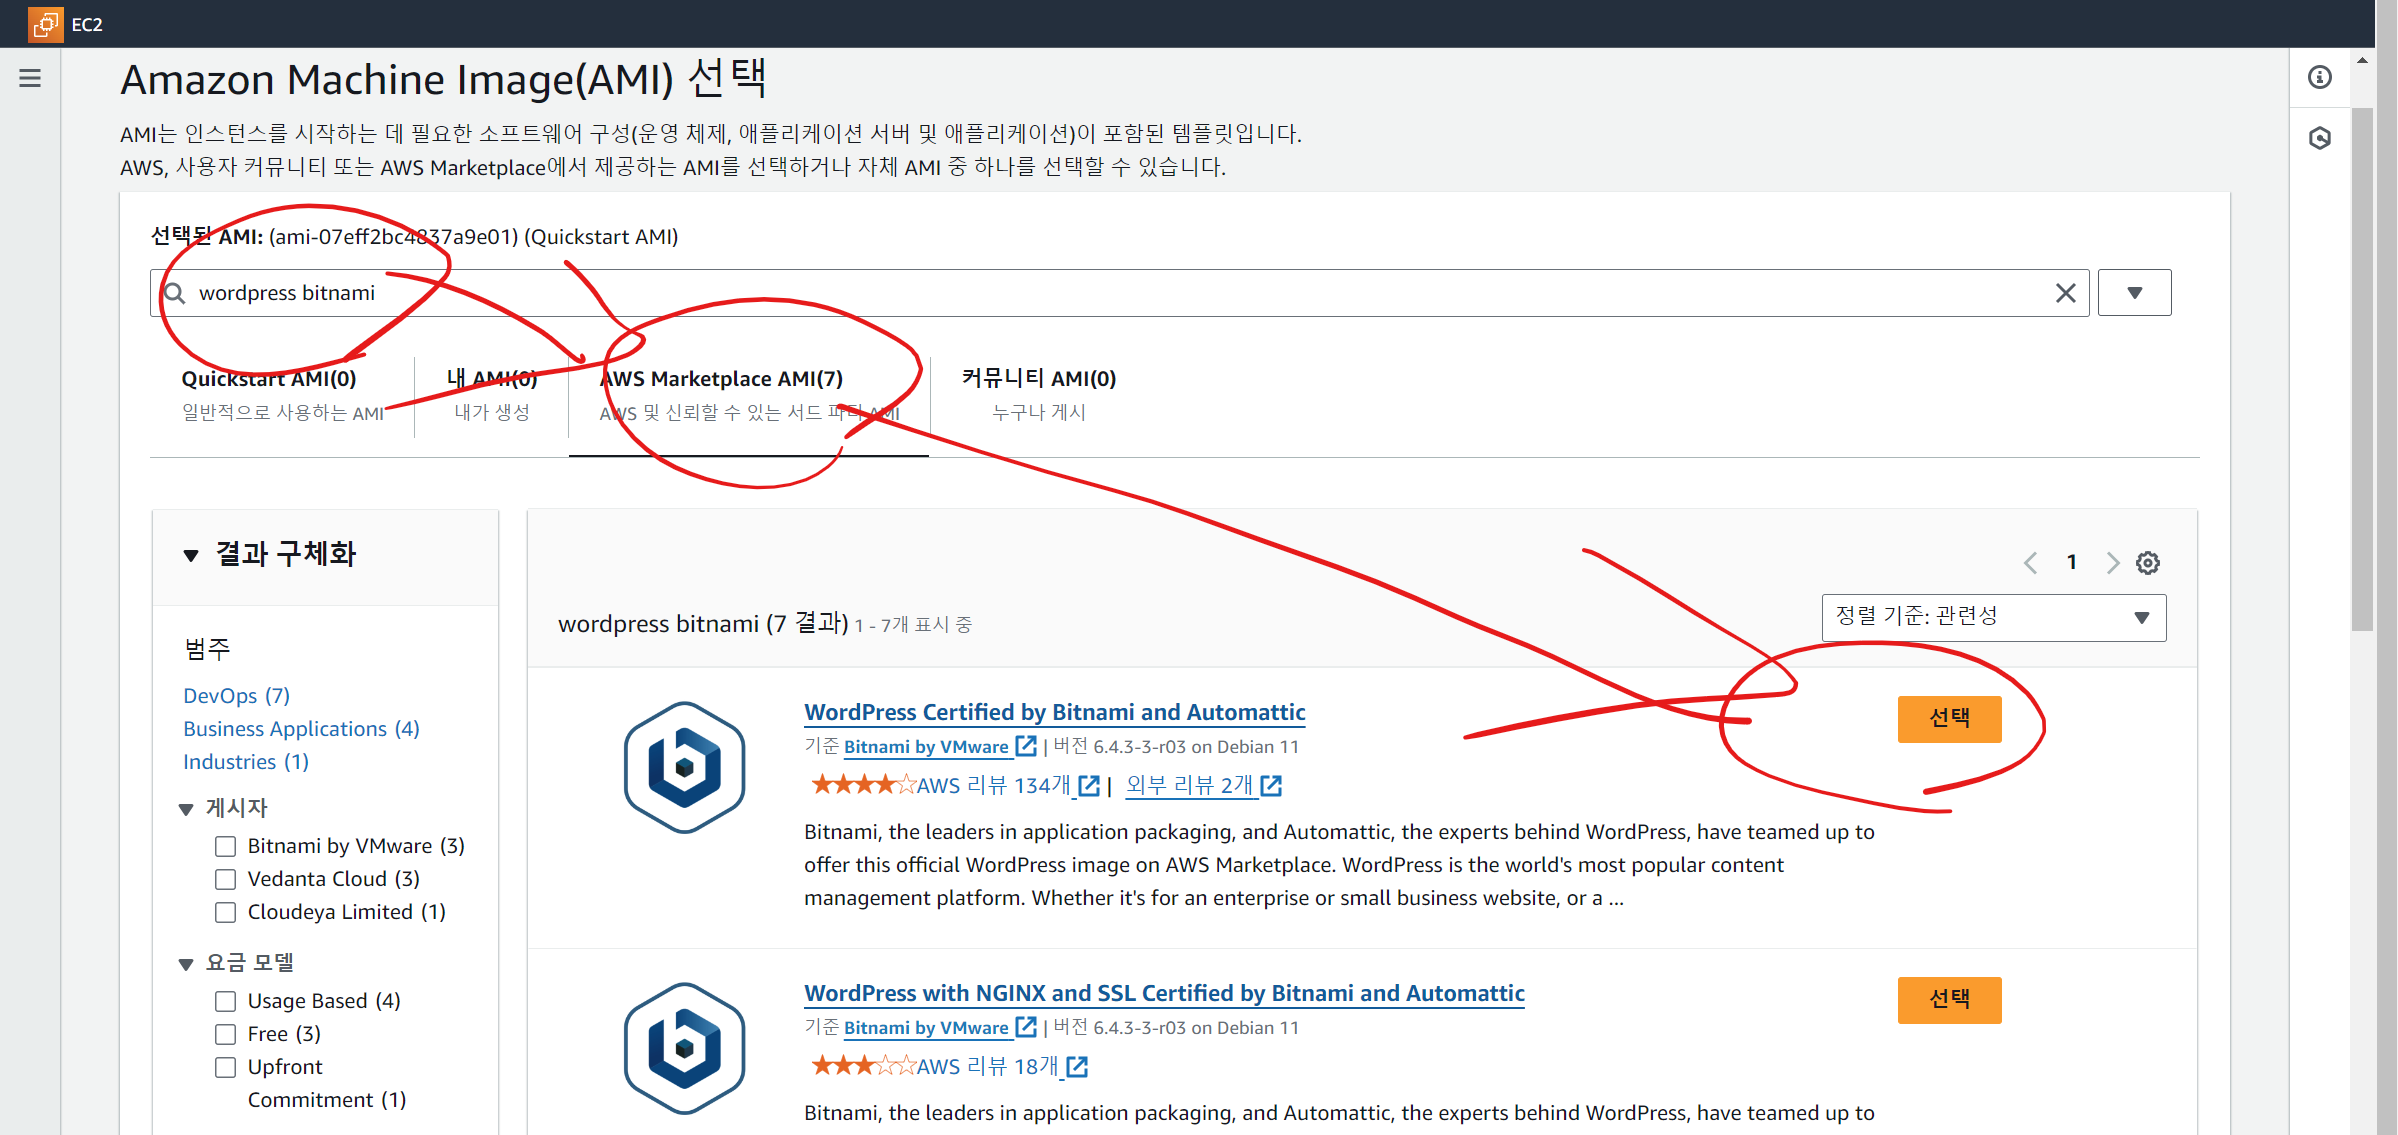 EC2
Amazon Machine Image(AMI) 선택
AMI는 인스턴스를 시작하는 데 필요한 소프트웨어 구성(운영 체제, 애플리케이션 서버 및 애플리케이션)이 포함된 템플릿입니다.
AWS, 사용자 커뮤니티 또는 AWS Marketplace에서 제공하는 AMI를 선택하거나 자체 AMI 중 하나를 선택할 수 있습니다.
선택된 AMI: (ami-07eff2bc4837a9e01) (Quickstart AMI)
wordpress bitnami
Quickstart AMI(0)
일반적으로 사용하는 AMI
내 AMI(0)
내가 생성
AWS Marketplace AMI(7)
AWS 및 신뢰할 수 있는 서드 파티 AMI
커뮤니티 AMI(0)
누구나 게시
결과 구체화
범주
DevOps (7)
Business Applications (4)
Industries (1)
게시자
Bitnami by VMware (3)
Vedanta Cloud (3)
Cloudeya Limited (1)
요금 모델
Usage Based (4)
Free (3)
Upfront
Commitment (1)
1
wordpress bitnami (7 결과) 1 - 7개 표시 중
정렬 기준: 관련성
WordPress Certified by Bitnami and Automattic
선택
기준 Bitnami by VMware | 버전 6.4.3-3-r03 on Debian 11
AWS 리뷰 134개 | 외부 리뷰 2개
Bitnami, the leaders in application packaging, and Automattic, the experts behind WordPress, have teamed up to
offer this official WordPress image on AWS Marketplace. WordPress is the world's most popular content
management platform. Whether it's for an enterprise or small business website, or a ...
WordPress with NGINX and SSL Certified by Bitnami and Automattic
선택
기준 Bitnami by VMware | 버전 6.4.3-3-r03 on Debian 11
AWS 리뷰 18개
Bitnami, the leaders in application packaging, and Automattic, the experts behind WordPress, have teamed up to